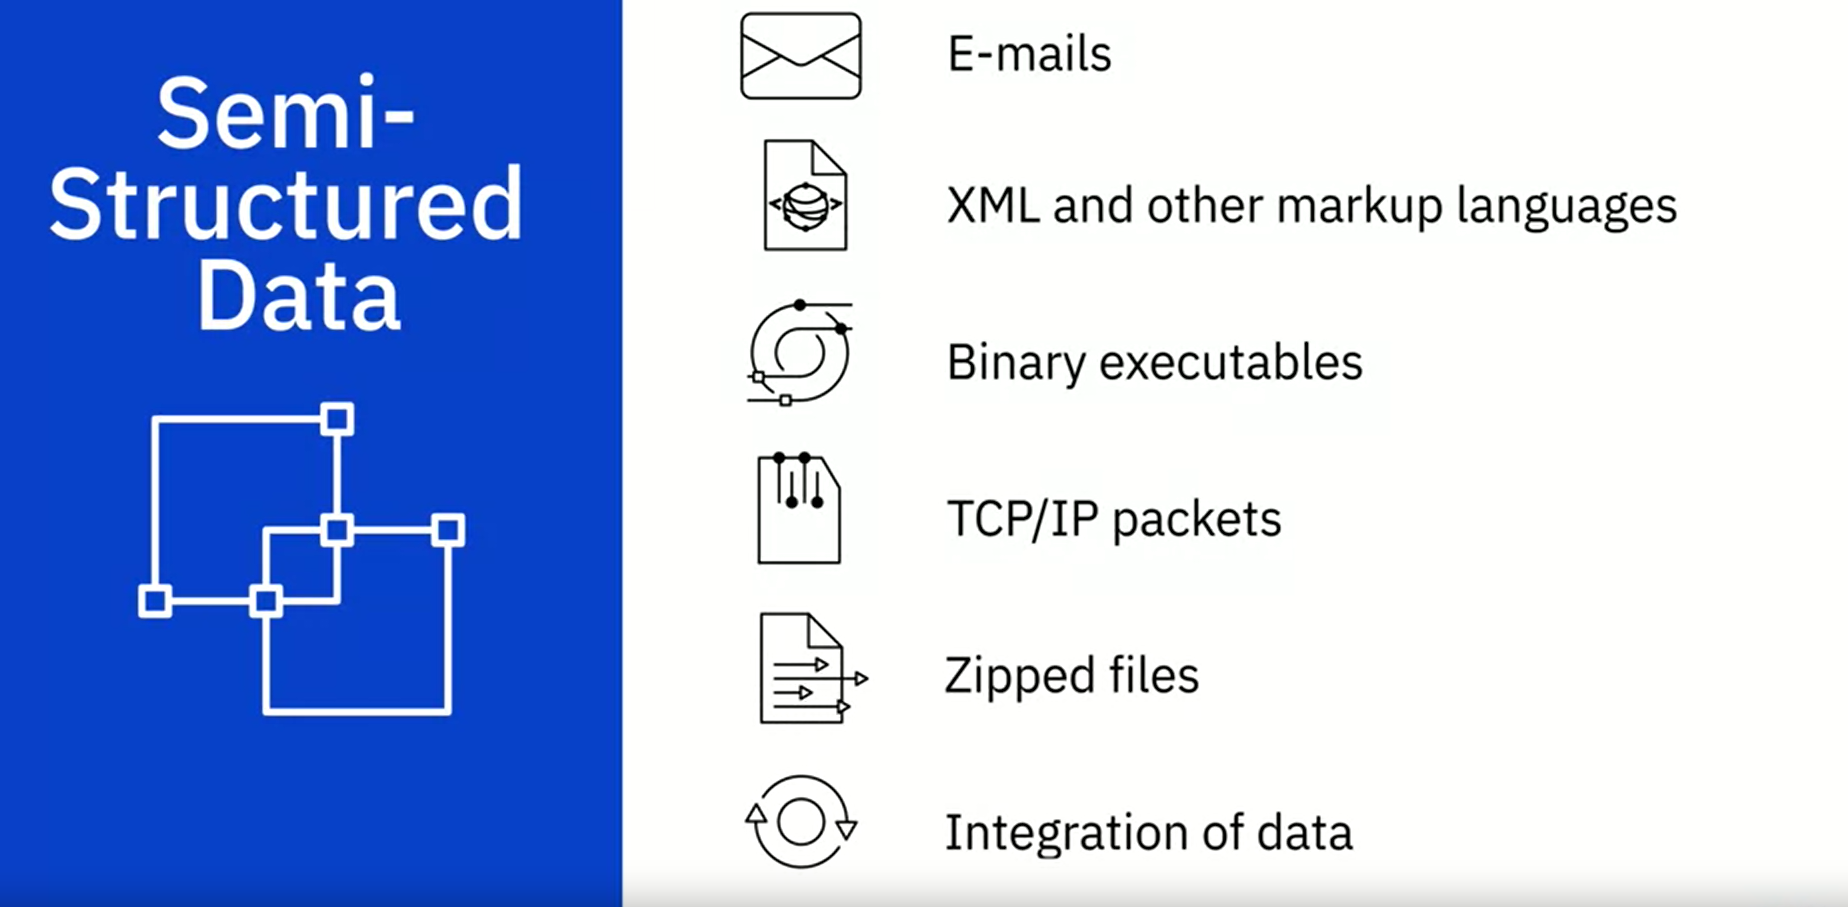 Semi-
Structured
Data
E-mails
XML and other markup languages
Binary executables
TCP/IP packets
Zipped files
Integration of data